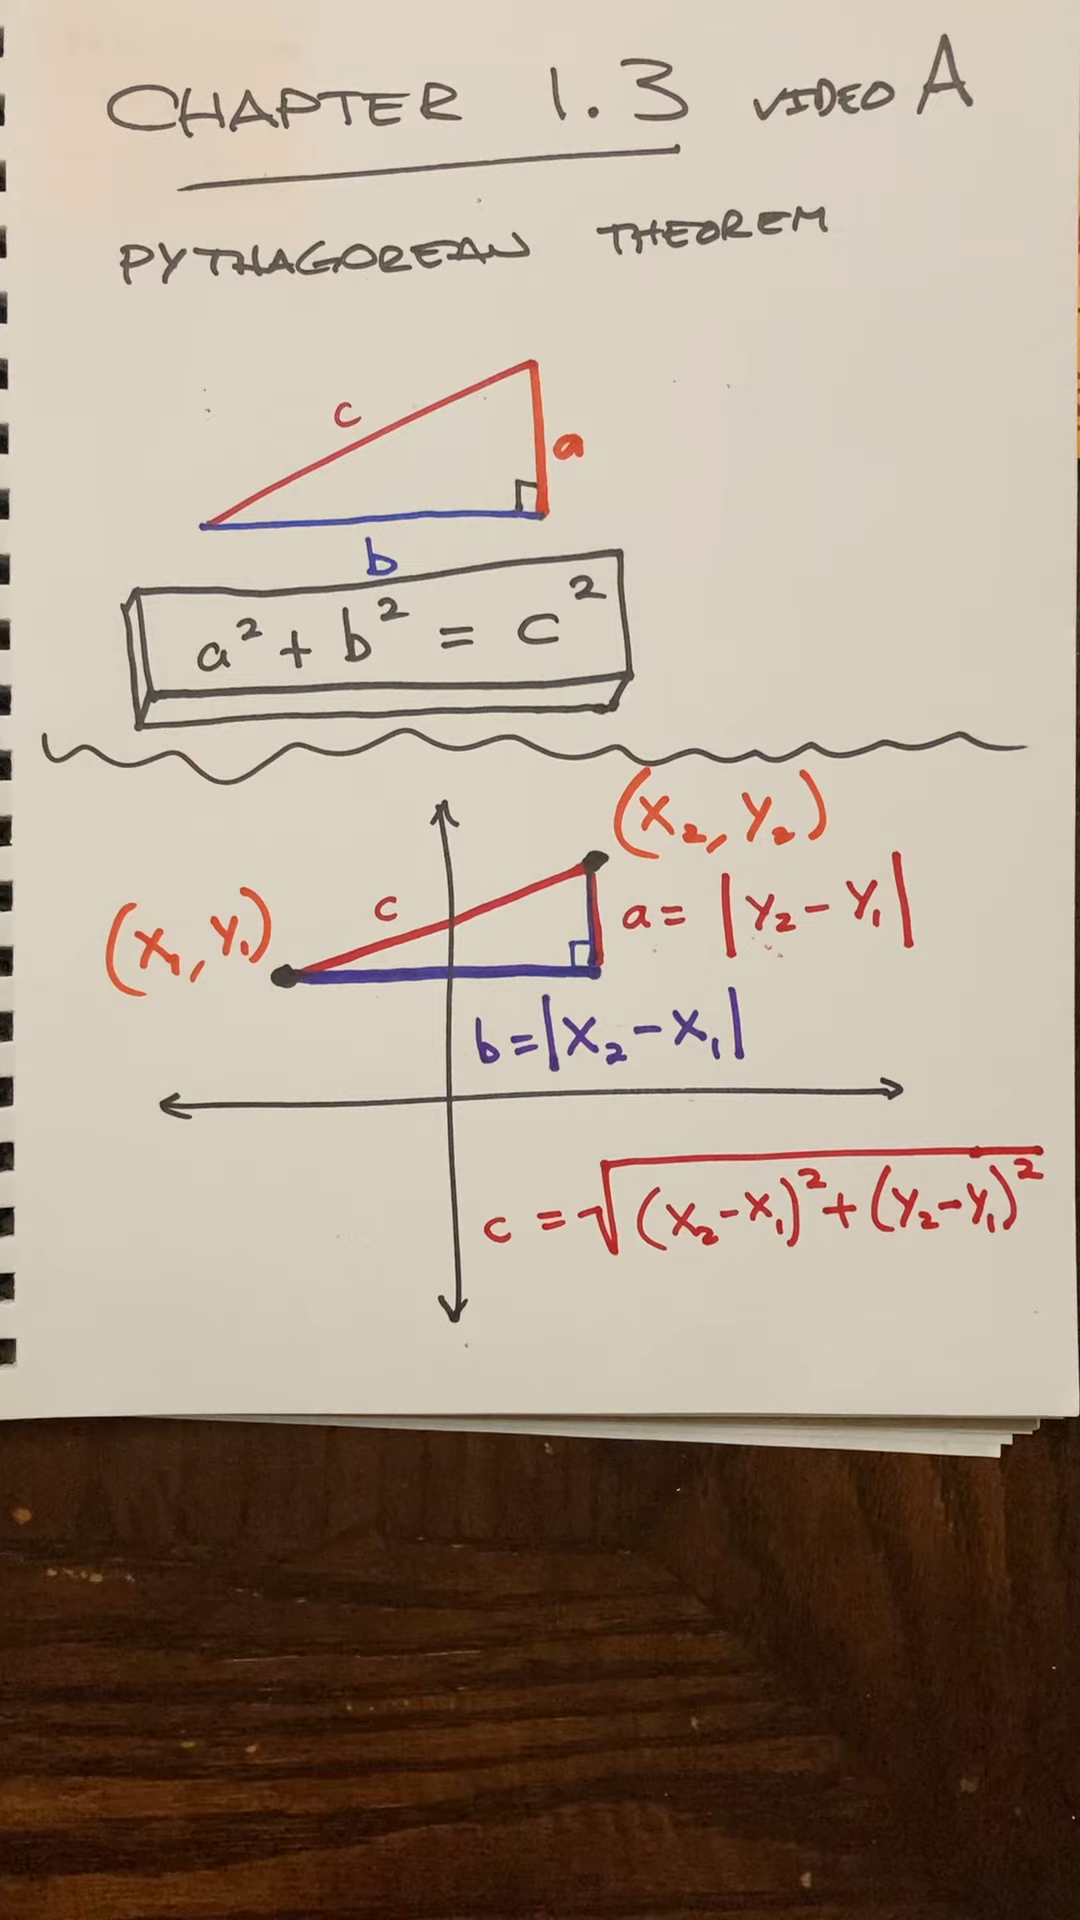 CHAPTER 1.3 VIDEO A
PYTHAGOREAN THEOREM
c
a
b
a² + b² = c²
(x₂, y₂)
c
a = |y₂ - y₁|
(x₁, y₁)
b = |x₂ - x₁|
c = √((x₂-x₁)² + (y₂-y₁)²)